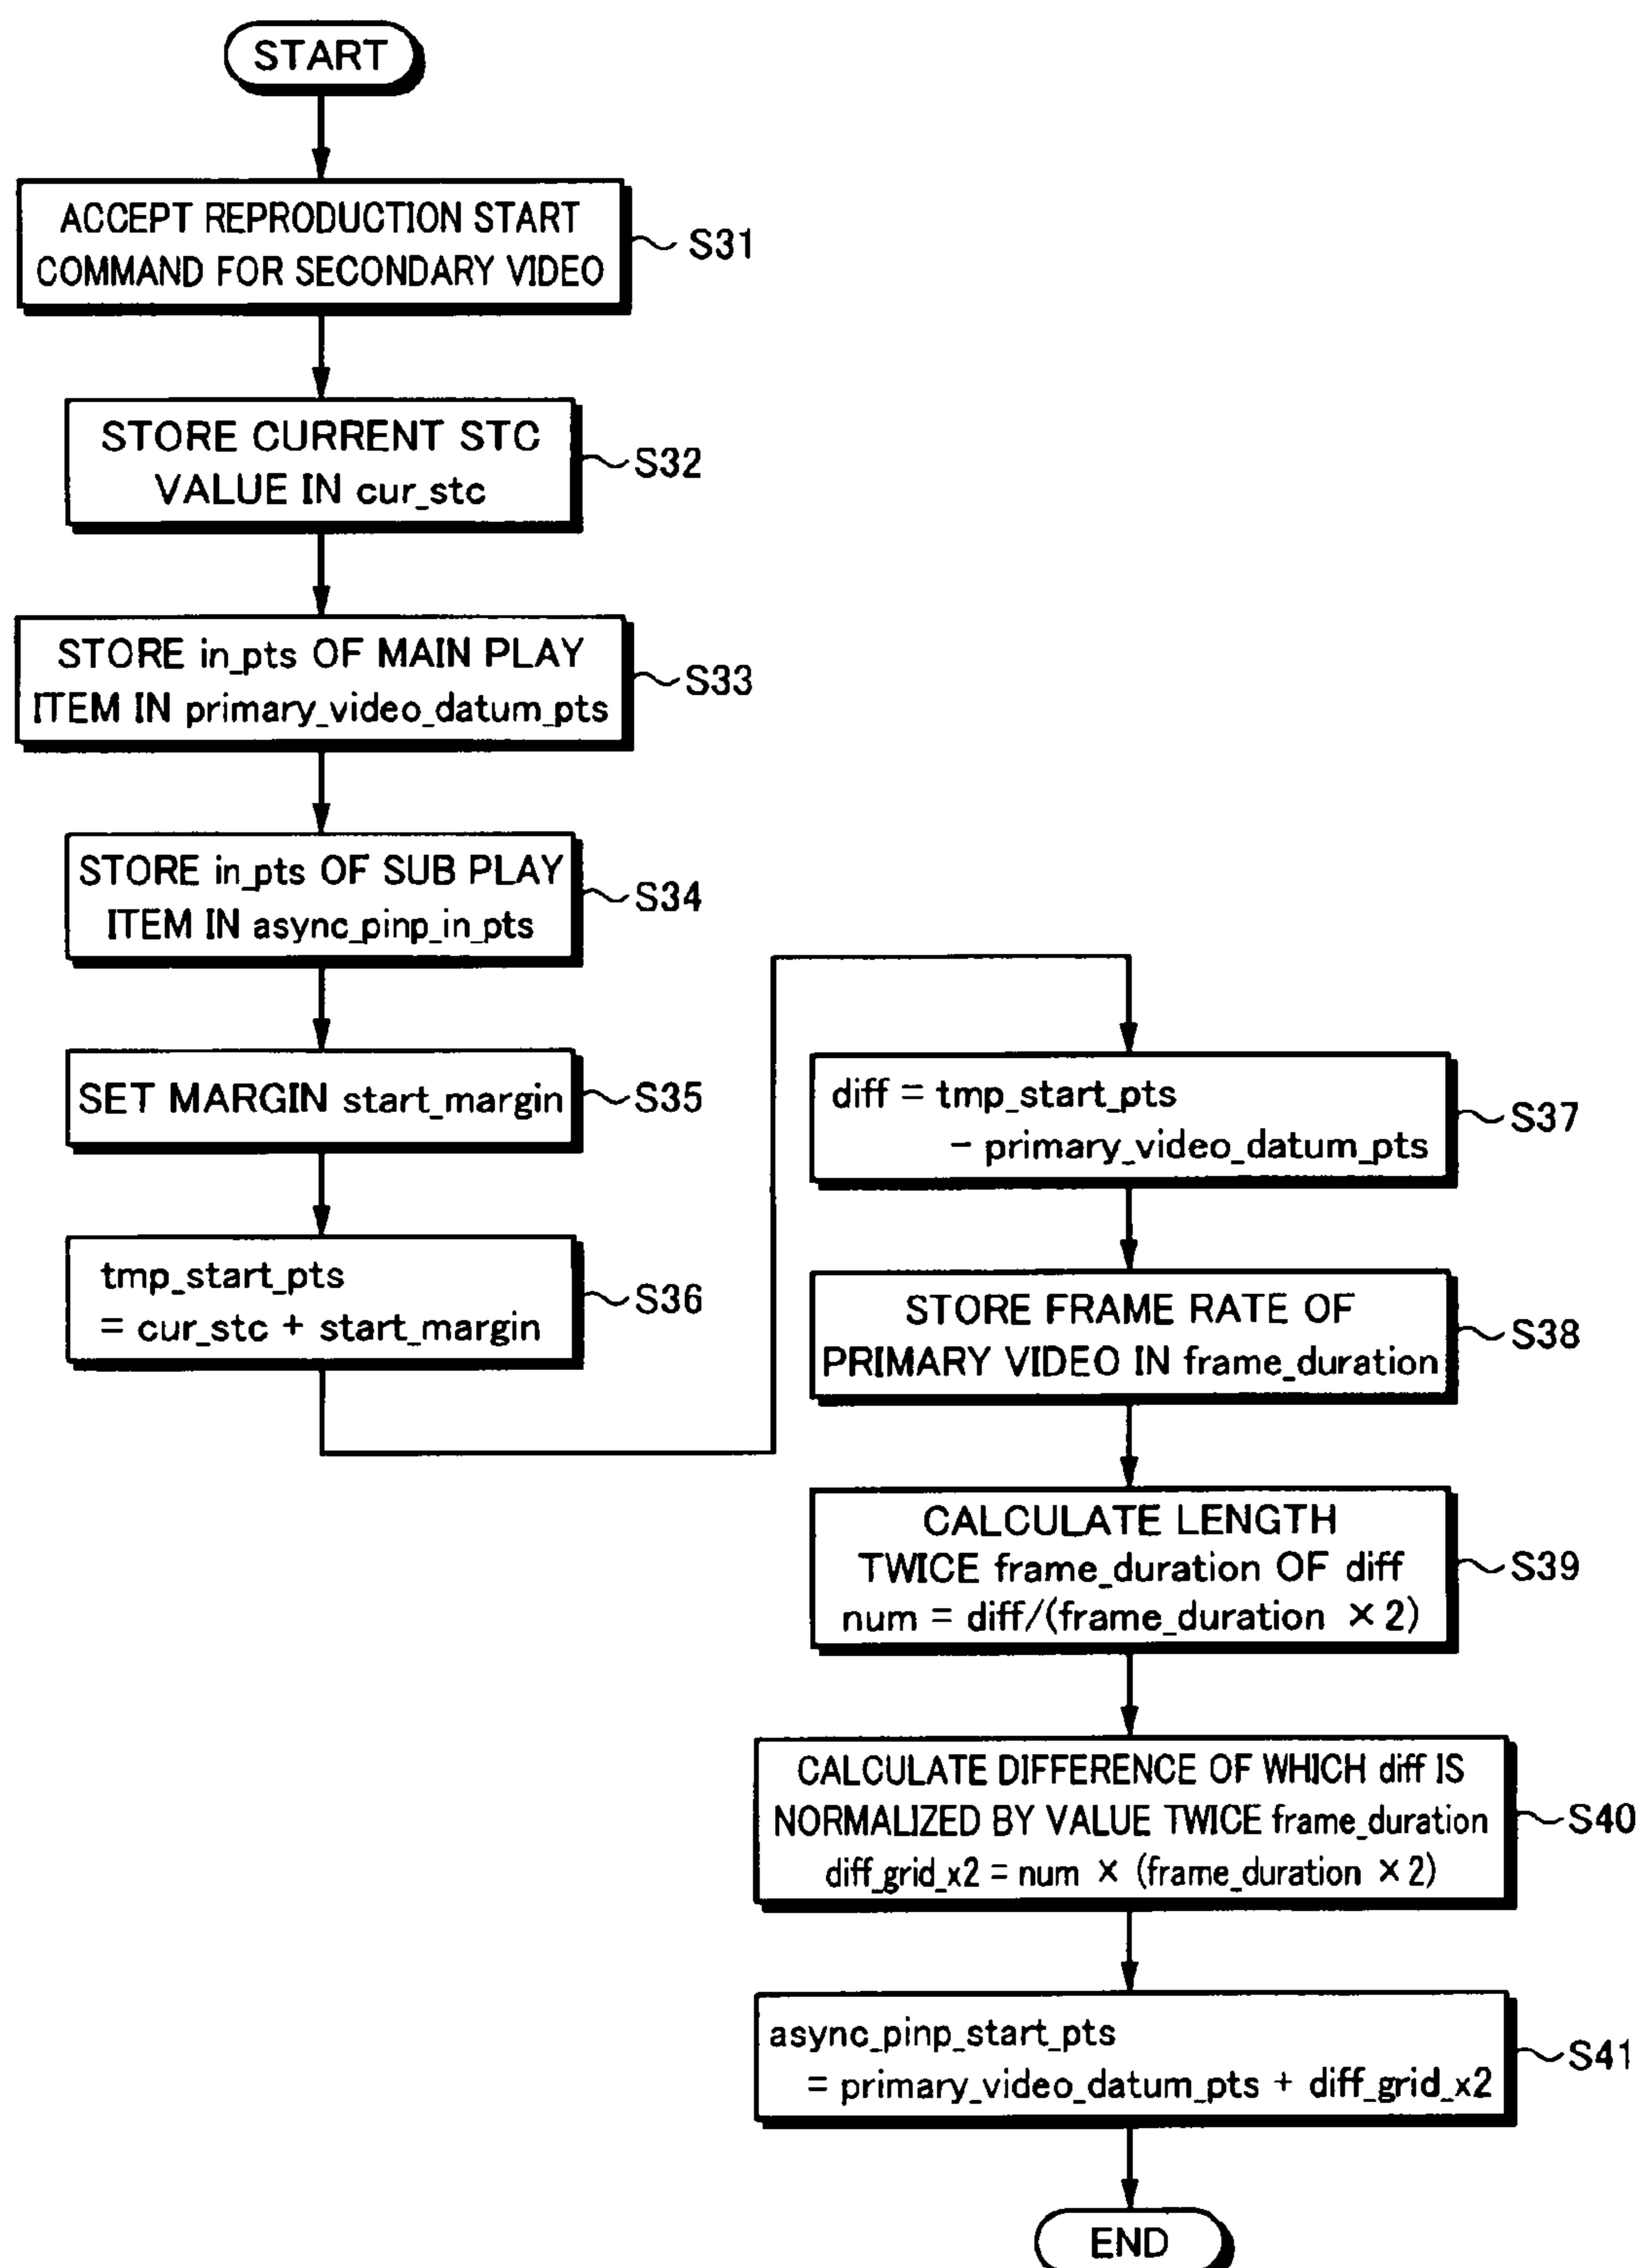 START
ACCEPT REPRODUCTION START
COMMAND FOR SECONDARY VIDEO
S31
STORE CURRENT STC
VALUE IN cur_stc
S32
STORE in_pts OF MAIN PLAY
ITEM IN primary_video_datum_pts
S33
STORE in_pts OF SUB PLAY
ITEM IN async_pinp_in_pts
S34
SET MARGIN start_margin
S35
tmp_start_pts
= cur_stc + start_margin
S36
diff = tmp_start_pts
− primary_video_datum_pts
S37
STORE FRAME RATE OF
PRIMARY VIDEO IN frame_duration
S38
CALCULATE LENGTH
TWICE frame_duration OF diff
num = diff/(frame_duration × 2)
S39
CALCULATE DIFFERENCE OF WHICH diff IS
NORMALIZED BY VALUE TWICE frame_duration
diff_grid_x2 = num × (frame_duration × 2)
S40
async_pinp_start_pts
= primary_video_datum_pts + diff_grid_x2
S41
END